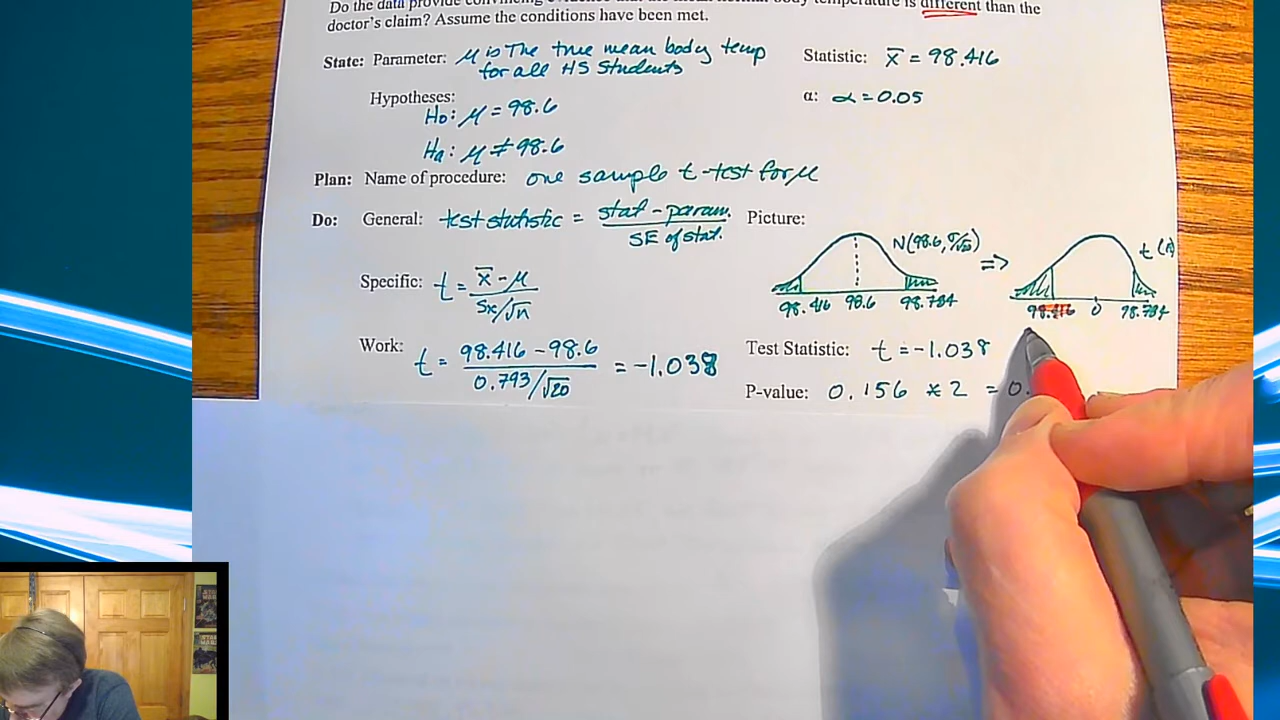 Do the data provide convincing evidence that the mean normal body temperature is different than the
doctor's claim? Assume the conditions have been met.
State: Parameter: μ is The true mean body temp
for all HS Students
Statistic: x̄ = 98.416
Hypotheses:
H₀: μ = 98.6
Hₐ: μ ≠ 98.6
α: α = 0.05
Plan: Name of procedure: one sample t-test for μ
Do: General: test statistic = stat - param. / SE of stat.
Picture:
N(98.6, σ/√20) ⇒
98.416 98.6 98.784
0 98.784
Specific: t = x̄ - μ / Sx/√n
Work: t = 98.416 - 98.6 / 0.793/√20 = -1.038
Test Statistic: t = -1.038
P-value: 0.156 * 2 = 0.